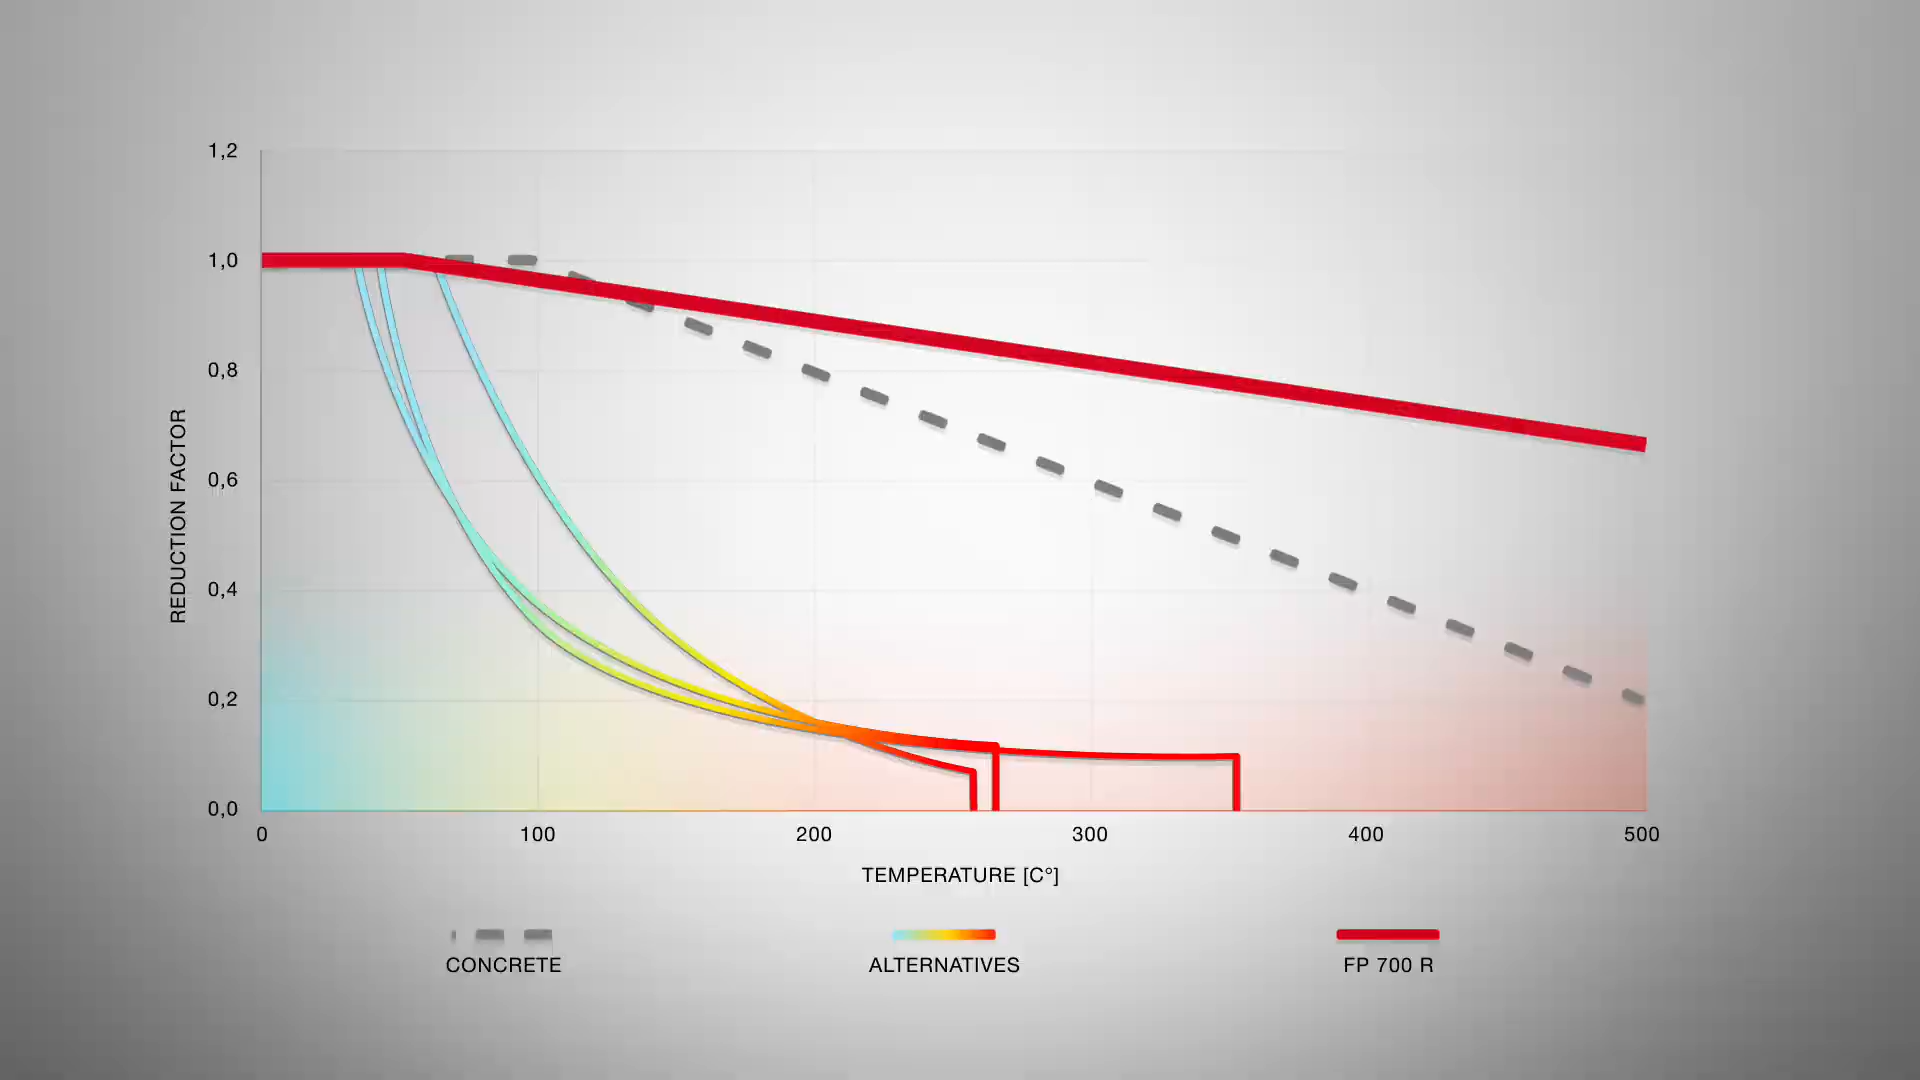 1,2
1,0
0,8
0,6
0,4
0,2
0,0
REDUCTION FACTOR
0 100 200 300 400 500
TEMPERATURE [C°]
CONCRETE ALTERNATIVES FP 700 R